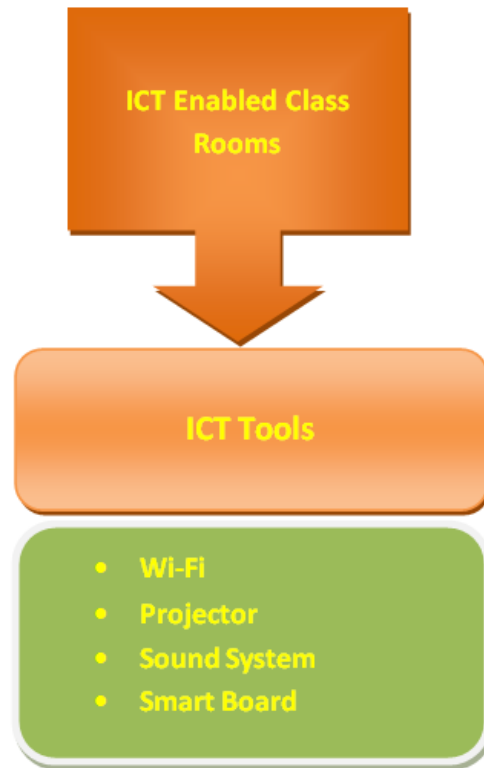 ICT Enabled Class
Rooms
ICT Tools
• Wi-Fi
• Projector
• Sound System
• Smart Board